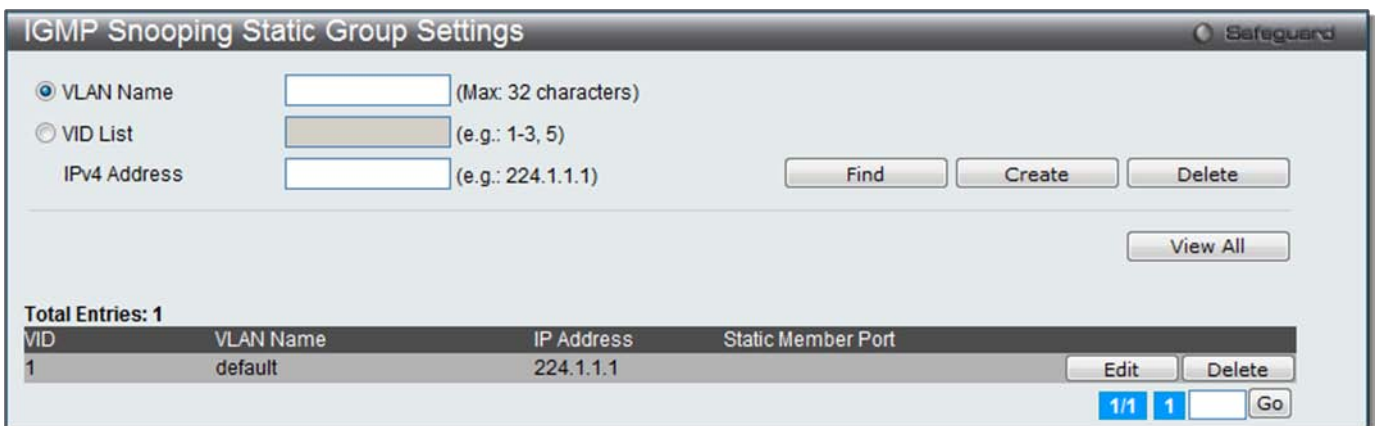 IGMP Snooping Static Group Settings Safeguard
VLAN Name (Max: 32 characters)
VID List (e.g.: 1-3, 5)
IPv4 Address (e.g.: 224.1.1.1) Find Create Delete
View All
Total Entries: 1
VID VLAN Name IP Address Static Member Port
1 default 224.1.1.1 Edit Delete
1/1 1 Go